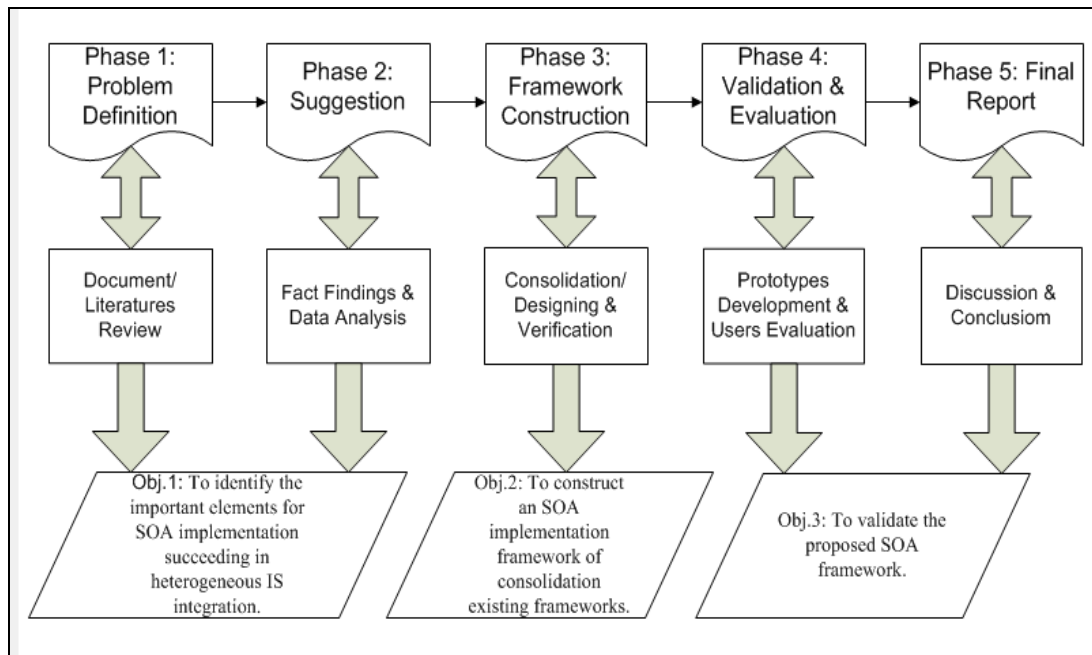 Phase 1:
Problem
Definition
Phase 2:
Suggestion
Phase 3:
Framework
Construction
Phase 4:
Validation &
Evaluation
Phase 5: Final
Report
Document/
Literatures
Review
Fact Findings &
Data Analysis
Consolidation/
Designing &
Verification
Prototypes
Development &
Users Evaluation
Discussion &
Conclusiom
Obj.1: To identify the
important elements for
SOA implementation
succeeding in
heterogeneous IS
integration.
Obj.2: To construct
an SOA
implementation
framework of
consolidation
existing frameworks.
Obj.3: To validate the
proposed SOA
framework.